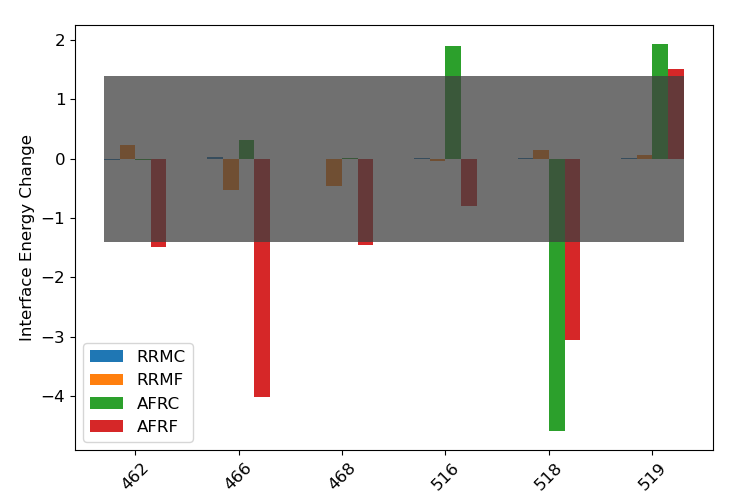 2
1
0
−1
−2
−3
−4
Interface Energy Change
RRMC
RRMF
AFRC
AFRF
462
466
468
516
518
519